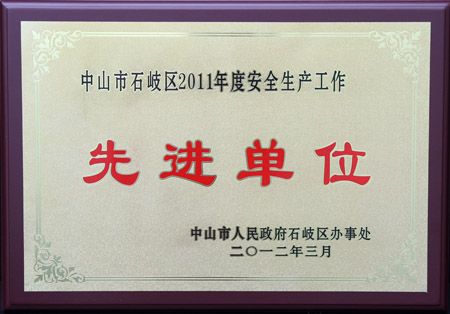 中山市石岐区2011年度安全生产工作
先进单位
中山市人民政府石岐区办事处
二〇一二年三月